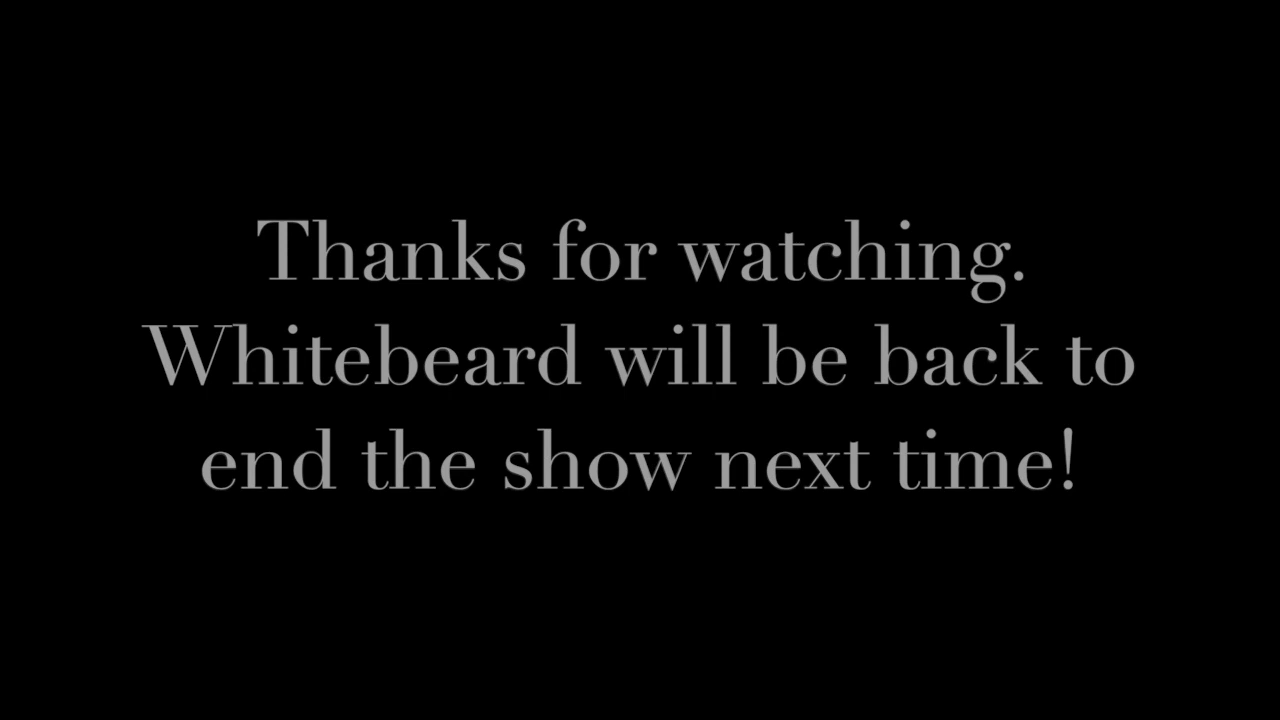 Thanks for watching.
Whitebeard will be back to
end the show next time!